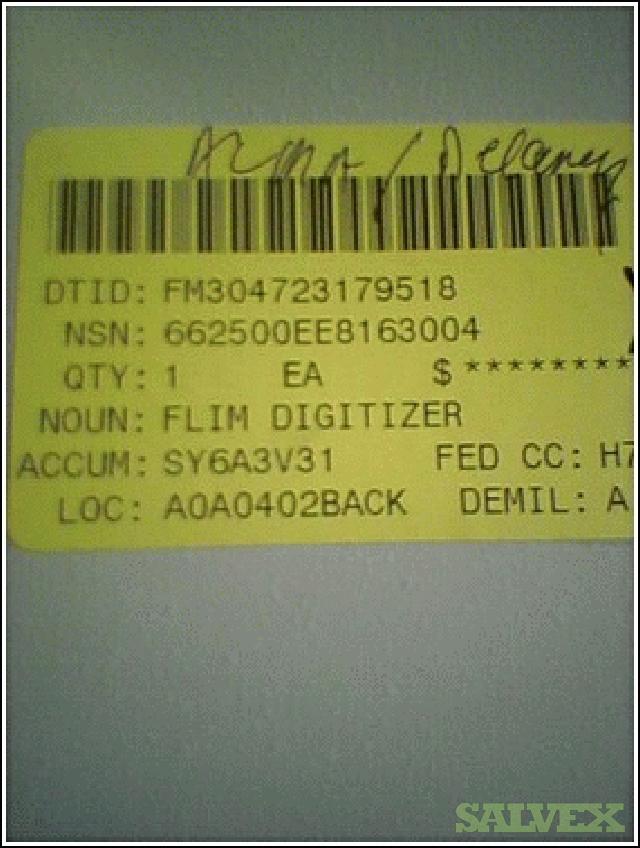 DTID: FM304723179518
NSN: 662500EE8163004
QTY: 1 EA $ ********
NOUN: FLIM DIGITIZER
ACCUM: SY6A3V31 FED CC: H7
LOC: A0A0402BACK DEMIL: A
SALVEX